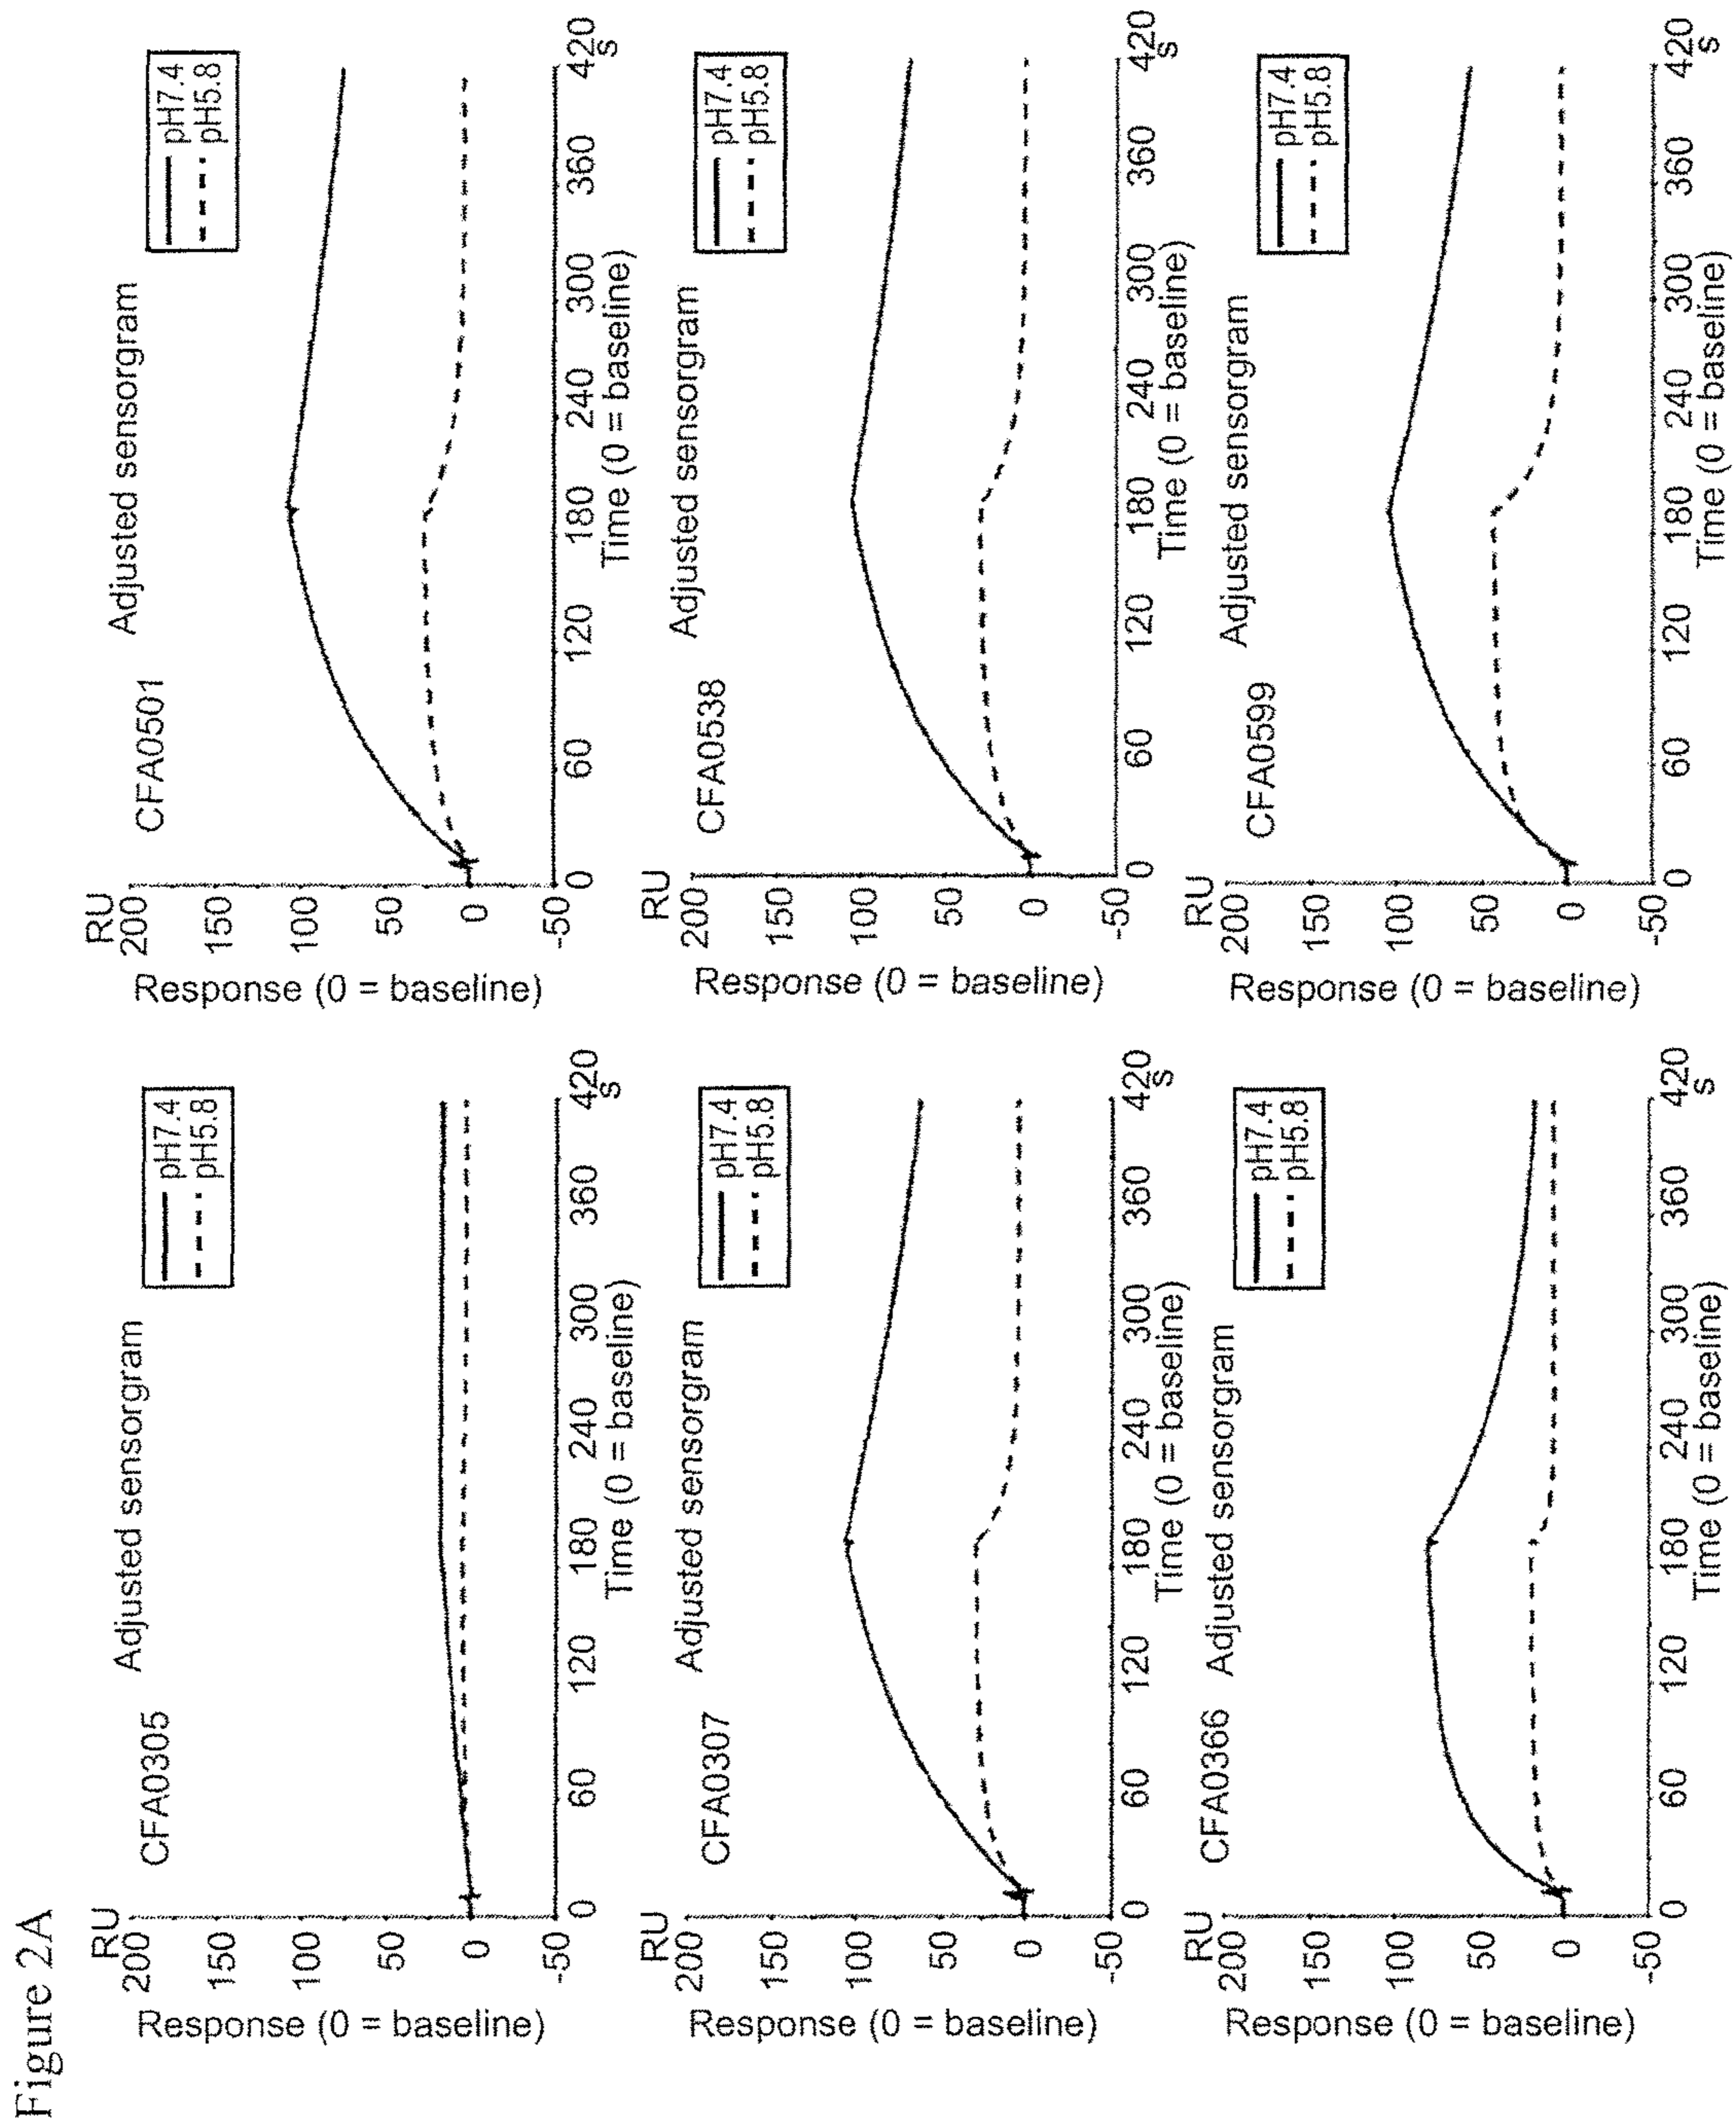 Figure 2A
CFA0305
Adjusted sensorgram
RU
200
150
100
50
0
-50
Response (0 = baseline)
0 60 120 180 240 300 360 420
s
Time (0 = baseline)
pH7.4
pH5.8
CFA0501
Adjusted sensorgram
RU
200
150
100
50
0
-50
Response (0 = baseline)
0 60 120 180 240 300 360 420
s
Time (0 = baseline)
pH7.4
pH5.8
CFA0307
Adjusted sensorgram
RU
200
150
100
50
0
-50
Response (0 = baseline)
0 60 120 180 240 300 360 420
s
Time (0 = baseline)
pH7.4
pH5.8
CFA0538
Adjusted sensorgram
RU
200
150
100
50
0
-50
Response (0 = baseline)
0 60 120 180 240 300 360 420
s
Time (0 = baseline)
pH7.4
pH5.8
CFA0366 Adjusted sensorgram
RU
200
150
100
50
0
-50
Response (0 = baseline)
0 60 120 180 240 300 360 420
s
Time (0 = baseline)
pH7.4
pH5.8
CFA0599
Adjusted sensorgram
RU
200
150
100
50
0
-50
Response (0 = baseline)
0 60 120 180 240 300 360 420
s
Time (0 = baseline)
pH7.4
pH5.8